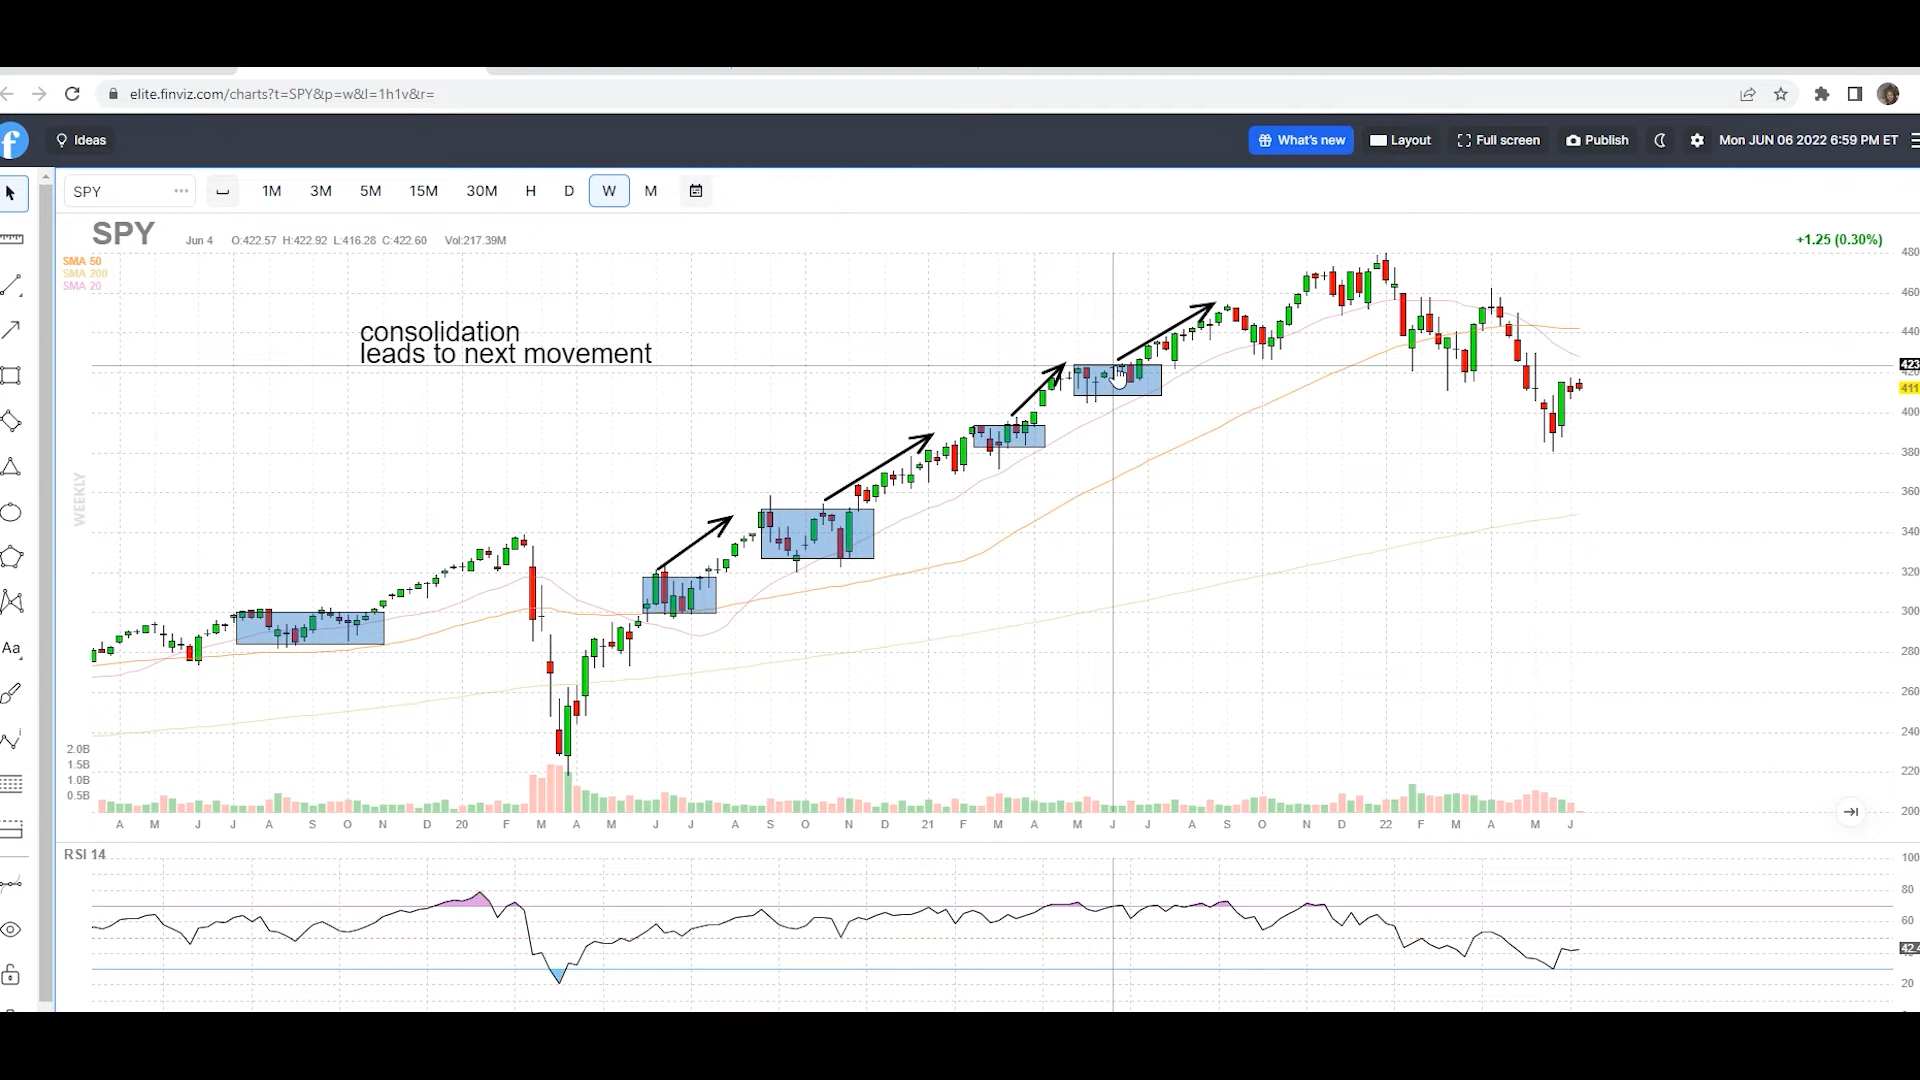 elite.finviz.com/charts?t=SPY&p=w&l=1h1v&r=
f Ideas What's new Layout Full screen Publish Mon JUN 06 2022 6:59 PM ET
SPY 1M 3M 5M 15M 30M H D W M
SPY Jun 4 O:422.57 H:422.92 L:416.28 C:422.60 Vol:217.39M +1.25 (0.30%)
SMA 50
SMA 200
SMA 20
consolidation
leads to next movement
WEEKLY
480
460
440
423
420
411
400
380
360
340
320
300
280
260
240
220
200
2.0B
1.5B
1.0B
0.5B
A M J J A S O N D 20 F M A M J J A S O N D 21 F M A M J J A S O N D 22 F M A M J
Aa
RSI 14
100
80
60
42.4
20